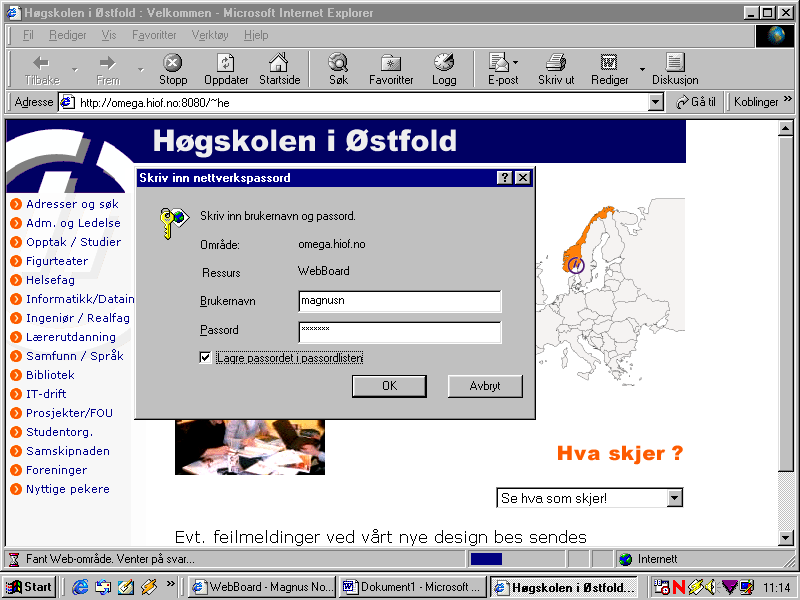 Høgskolen i Østfold : Velkommen - Microsoft Internet Explorer
Fil Rediger Vis Favoritter Verktøy Hjelp
Tilbake Frem Stopp Oppdater Startside Søk Favoritter Logg E-post Skriv ut Rediger Diskusjon
Adresse http://omega.hiof.no:8080/~he Gå til Koblinger »
Høgskolen i Østfold
Skriv inn nettverkspassord
Skriv inn brukernavn og passord.
Område: omega.hiof.no
Ressurs WebBoard
Brukernavn magnusn
Passord xxxxxxx
Lagre passordet i passordlisten
OK Avbryt
Adresser og søk
Adm. og Ledelse
Opptak / Studier
Figurteater
Helsefag
Informatikk/Datain
Ingeniør / Realfag
Lærerutdanning
Samfunn / Språk
Bibliotek
IT-drift
Prosjekter/FOU
Studentorg.
Samskipnaden
Foreninger
Nyttige pekere
Hva skjer ?
Se hva som skjer!
Evt. feilmeldinger ved vårt nye design bes sendes
Fant Web-område. Venter på svar... Internett
Start » WebBoard - Magnus No... Dokument1 - Microsoft ... Høgskolen i Østfold... 11:14